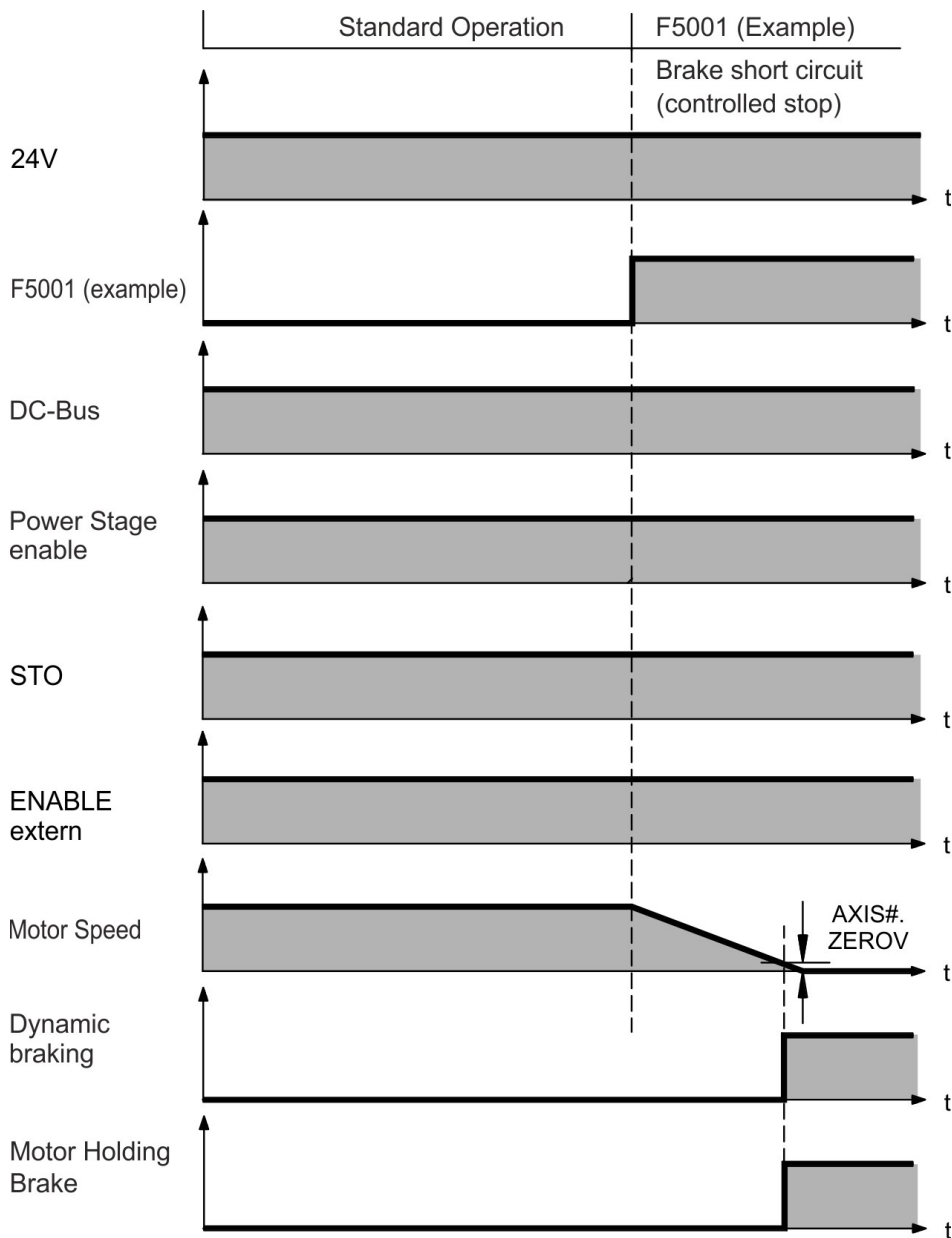 Standard Operation
F5001 (Example)
Brake short circuit
(controlled stop)
24V
t
F5001 (example)
t
DC-Bus
t
Power Stage
enable
t
STO
t
ENABLE
extern
t
Motor Speed
AXIS#.
ZEROV
t
Dynamic
braking
t
Motor Holding
Brake
t